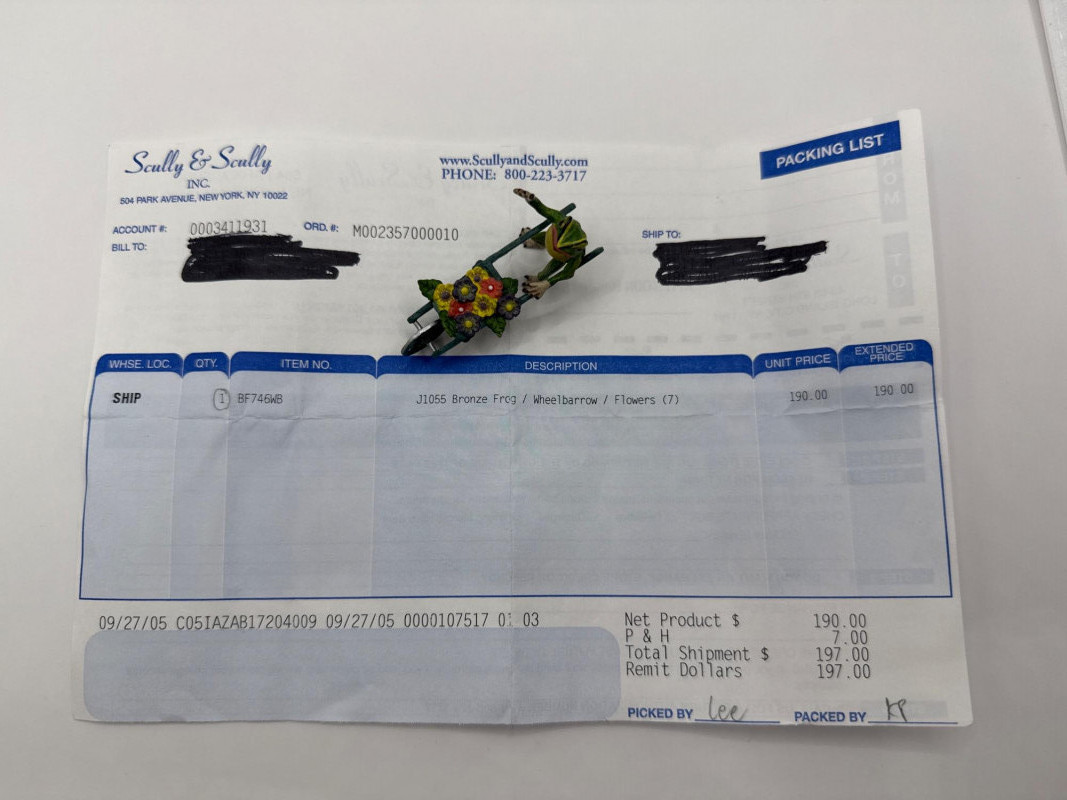 Scully & Scully
INC.
504 PARK AVENUE, NEW YORK, NY 10022
www.ScullyandScully.com
PHONE: 800-223-3717
PACKING LIST
ACCOUNT #: 0003411931 ORD. #: M002357000010
BILL TO:
SHIP TO:
WHSE. LOC. QTY. ITEM NO. DESCRIPTION UNIT PRICE EXTENDED PRICE
SHIP 1 BF746WB J1055 Bronze Frog / Wheelbarrow / Flowers (7) 190.00 190.00
09/27/05 C05IAZAB17204009 09/27/05 0000107517 01 03
Net Product $ 190.00
P & H 7.00
Total Shipment $ 197.00
Remit Dollars 197.00
PICKED BY Lee PACKED BY KP